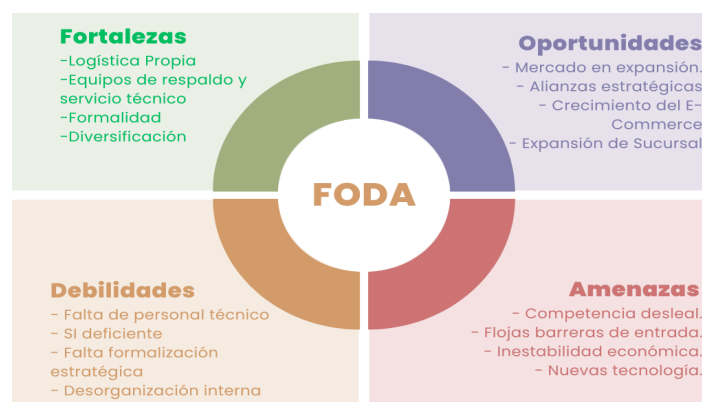 Fortalezas
-Logística Propia
-Equipos de respaldo y
servicio técnico
-Formalidad
-Diversificación
Oportunidades
- Mercado en expansión.
- Alianzas estratégicas
- Crecimiento del E-
Commerce
- Expansión de Sucursal
FODA
Debilidades
- Falta de personal técnico
- SI deficiente
- Falta formalización
estratégica
- Desorganización interna
Amenazas
- Competencia desleal.
- Flojas barreras de entrada.
- Inestabilidad económica.
- Nuevas tecnología.